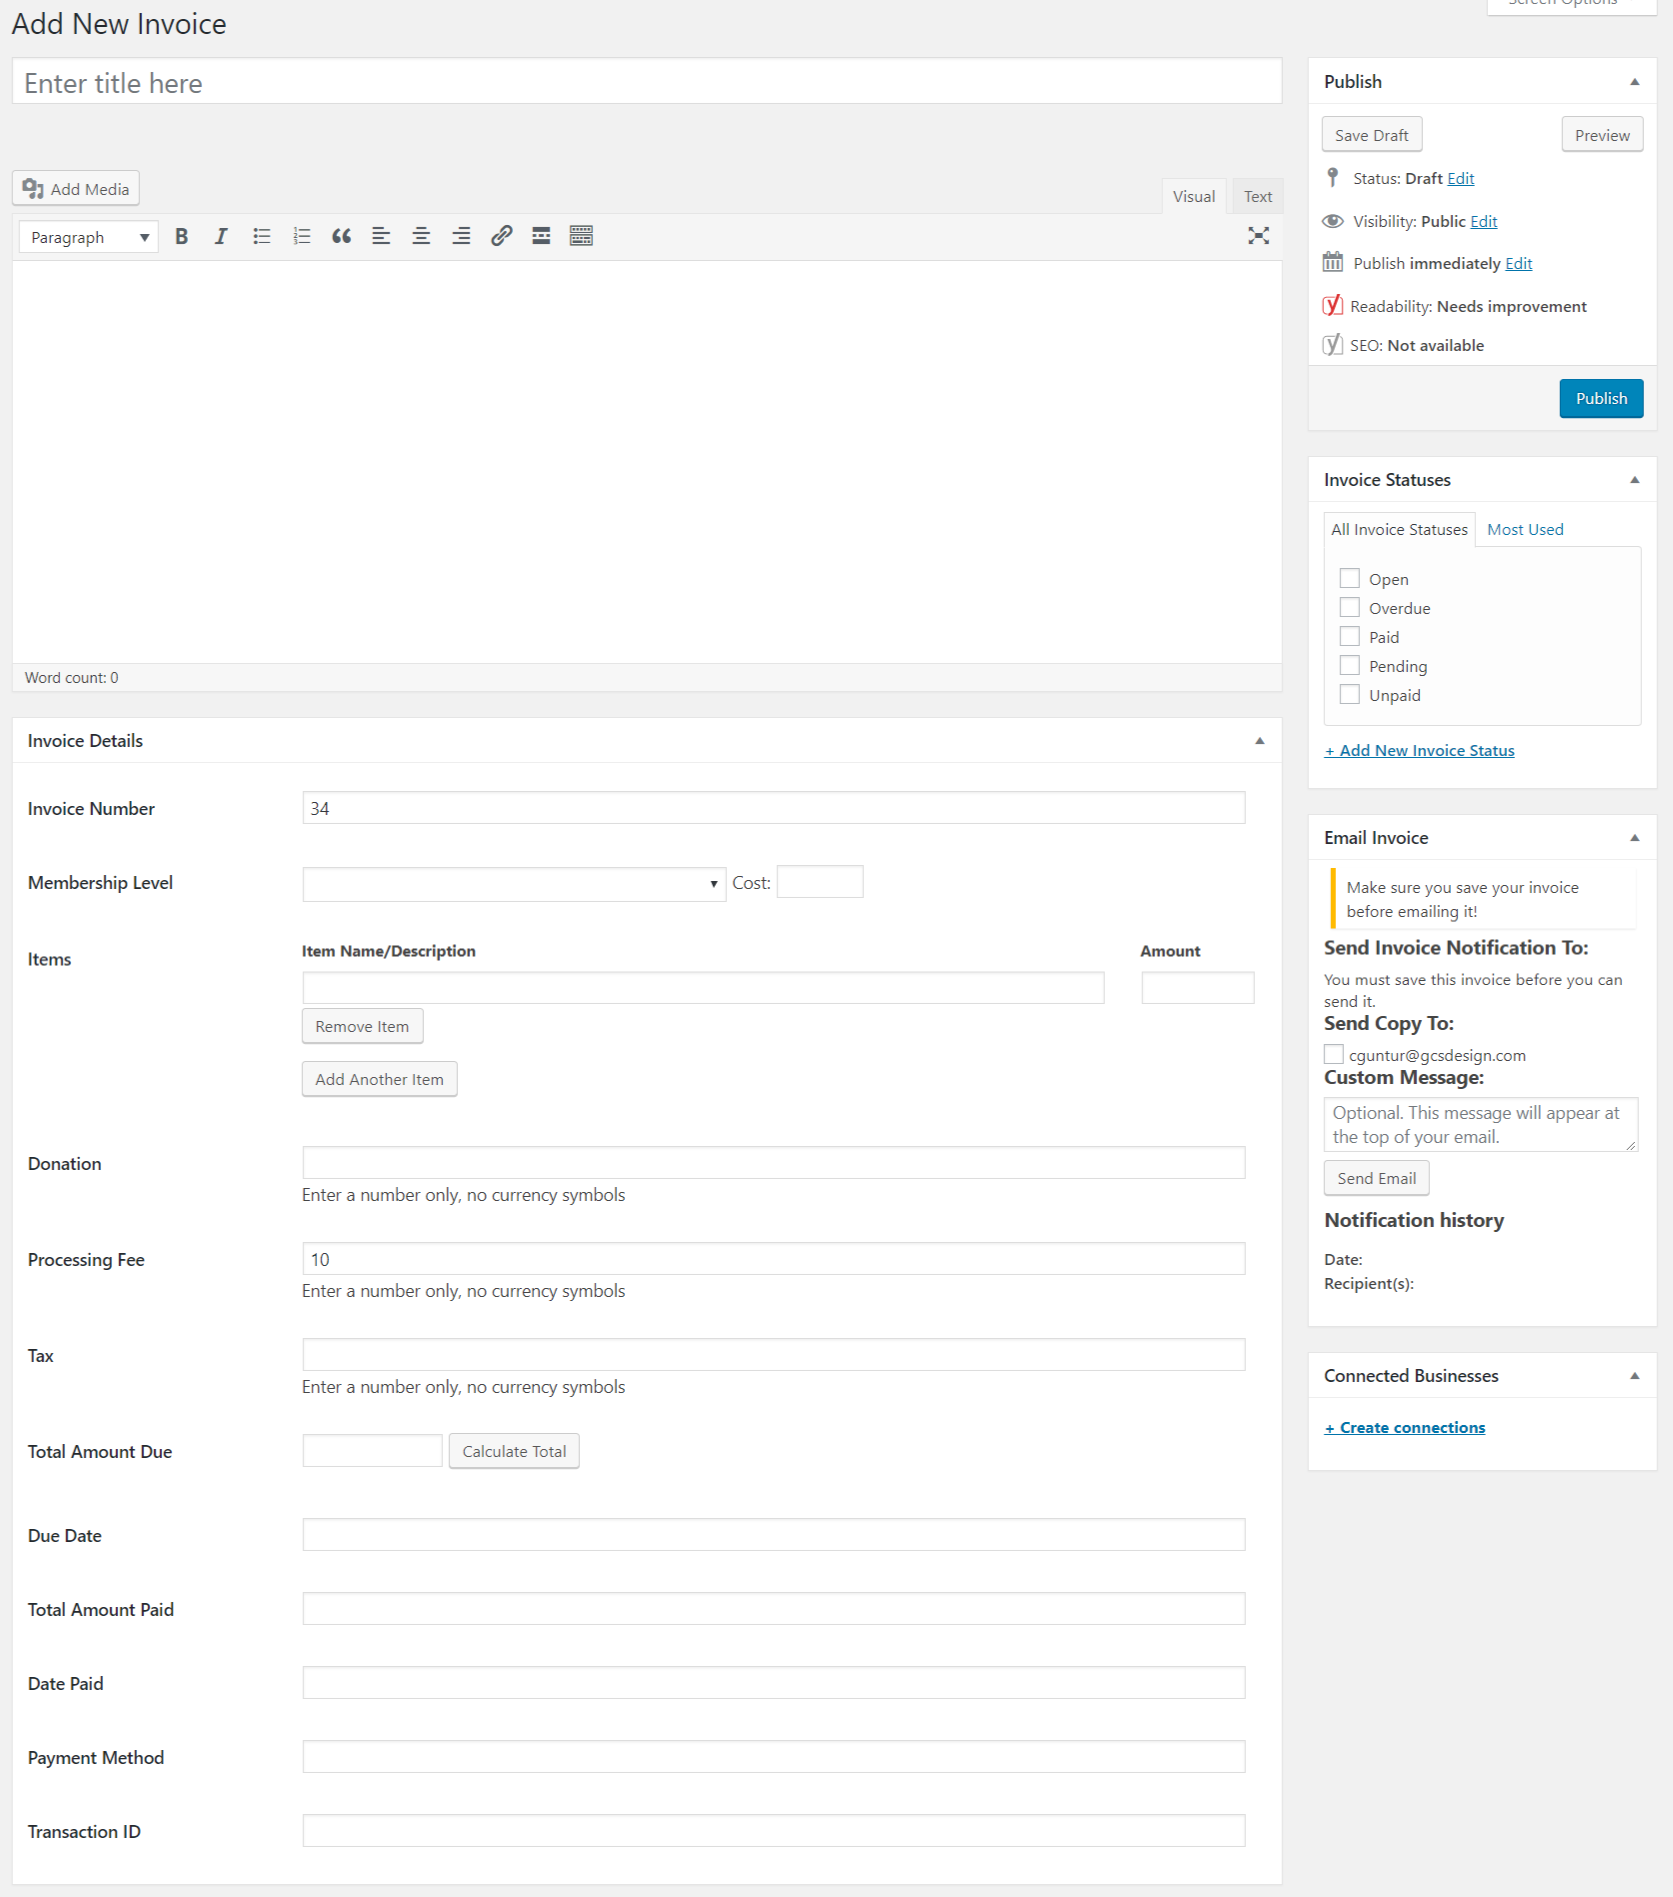 Screen Options
Add New Invoice
Enter title here
Add Media
Visual
Text
Paragraph
Word count: 0
Invoice Details
Invoice Number
34
Membership Level
Cost:
Items
Item Name/Description
Amount
Remove Item
Add Another Item
Donation
Enter a number only, no currency symbols
Processing Fee
10
Enter a number only, no currency symbols
Tax
Enter a number only, no currency symbols
Total Amount Due
Calculate Total
Due Date
Total Amount Paid
Date Paid
Payment Method
Transaction ID
Publish
Save Draft
Preview
Status: Draft Edit
Visibility: Public Edit
Publish immediately Edit
Readability: Needs improvement
SEO: Not available
Publish
Invoice Statuses
All Invoice Statuses
Most Used
Open
Overdue
Paid
Pending
Unpaid
+ Add New Invoice Status
Email Invoice
Make sure you save your invoice
before emailing it!
Send Invoice Notification To:
You must save this invoice before you can
send it.
Send Copy To:
cguntur@gcsdesign.com
Custom Message:
Optional. This message will appear at
the top of your email.
Send Email
Notification history
Date:
Recipient(s):
Connected Businesses
+ Create connections